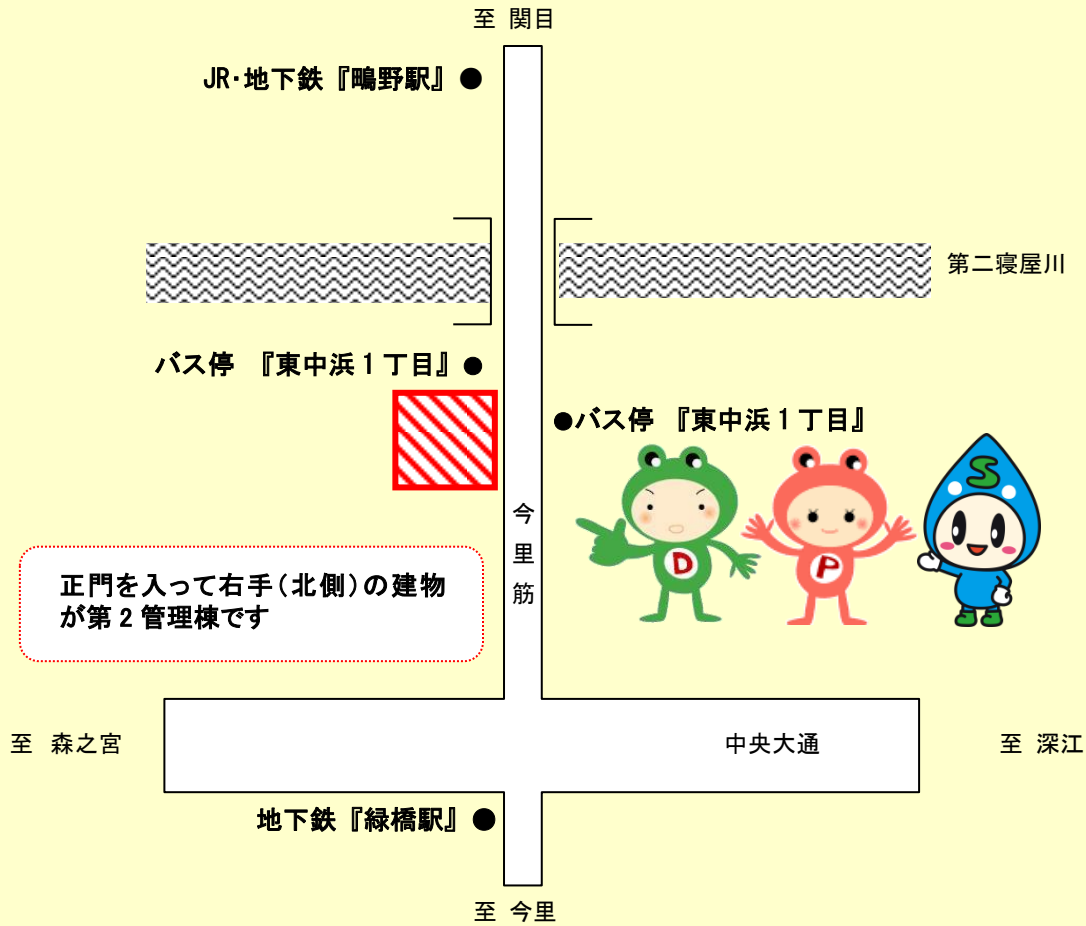 至 関目
JR・地下鉄『鴫野駅』●
第二寝屋川
バス停 『東中浜１丁目』●
●バス停 『東中浜１丁目』
S
D
P
今里筋
正門を入って右手（北側）の建物
が第２管理棟です
至 森之宮
中央大通
至 深江
地下鉄『緑橋駅』●
至 今里